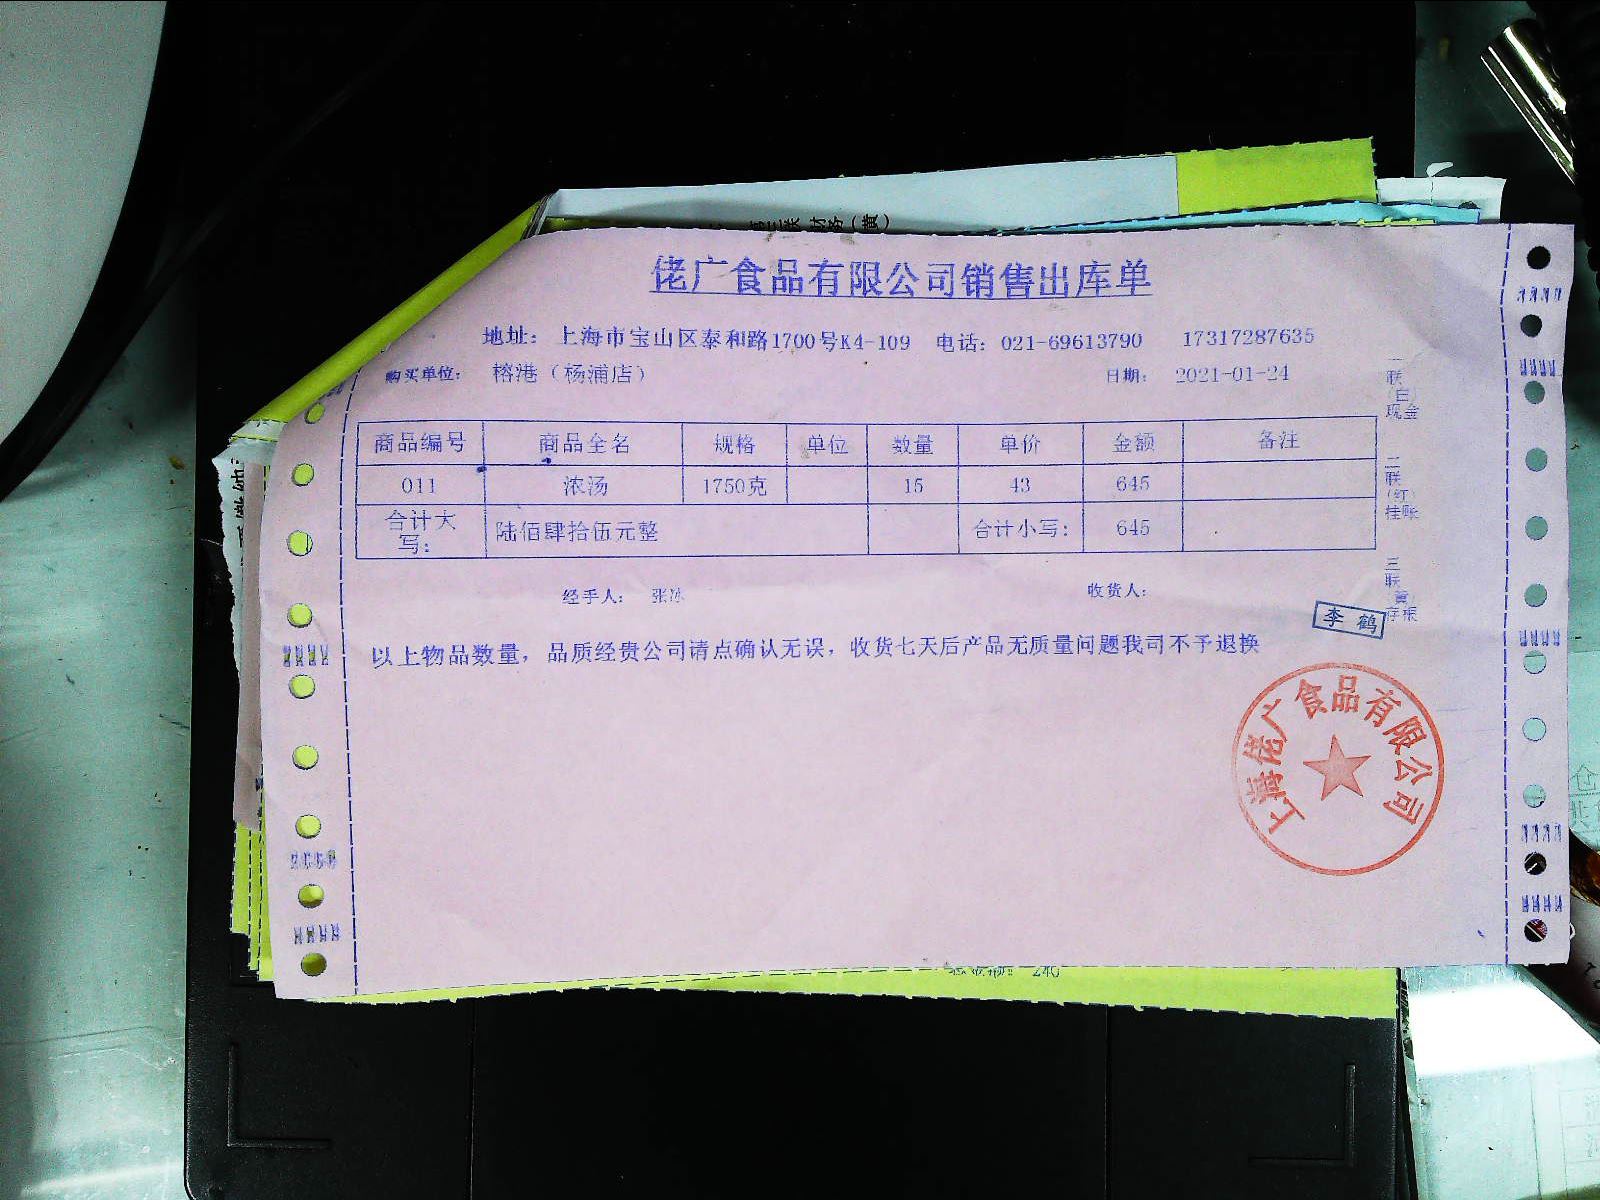 财务（黄）
佬广食品有限公司销售出库单
地址： 上海市宝山区泰和路1700号K4-109 电话：021-69613790 17317287635
购买单位： 榕港（杨浦店） 日期： 2021-01-24
商品编号 商品全名 规格 单位 数量 单价 金额 备注
011 浓汤 1750克 15 43 645
合计大写： 陆佰肆拾伍元整 合计小写： 645
一联（白）现金
二联（红）挂账
三联（黄）存根
经手人： 张冰 收货人：
李鹤
以上物品数量，品质经贵公司请点确认无误，收货七天后产品无质量问题我司不予退换
上海佬广食品有限公司
240